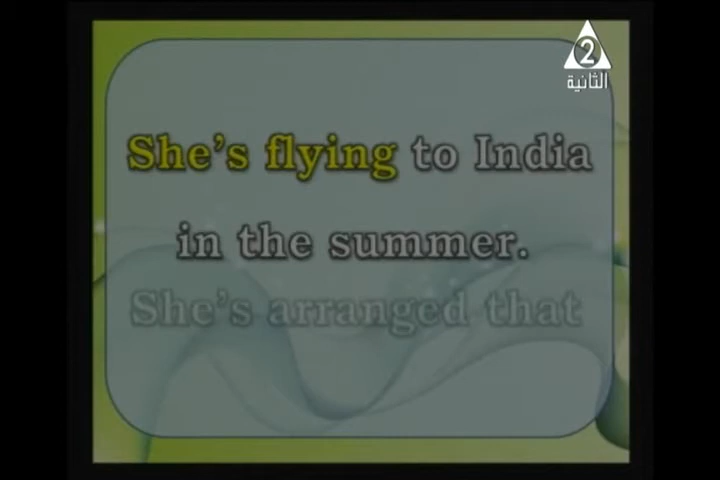 2
الثانية
She's flying to India
in the summer.
She's arranged that